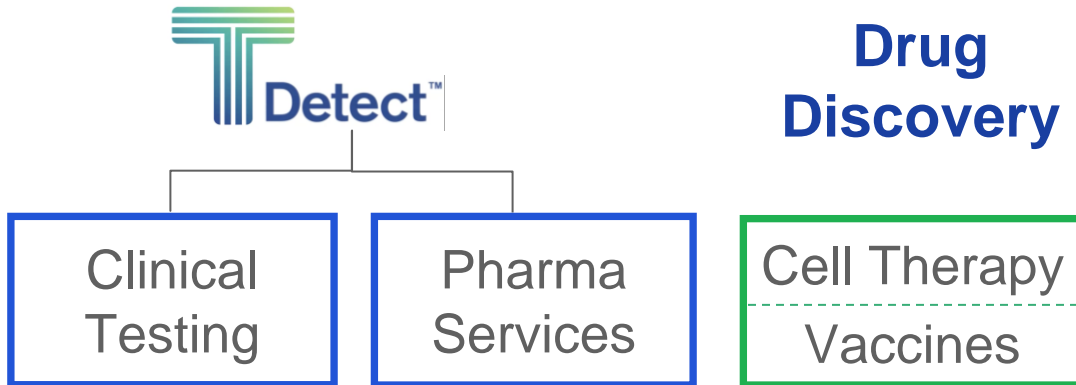 T Detect™
Drug
Discovery
Clinical
Testing
Pharma
Services
Cell Therapy
Vaccines